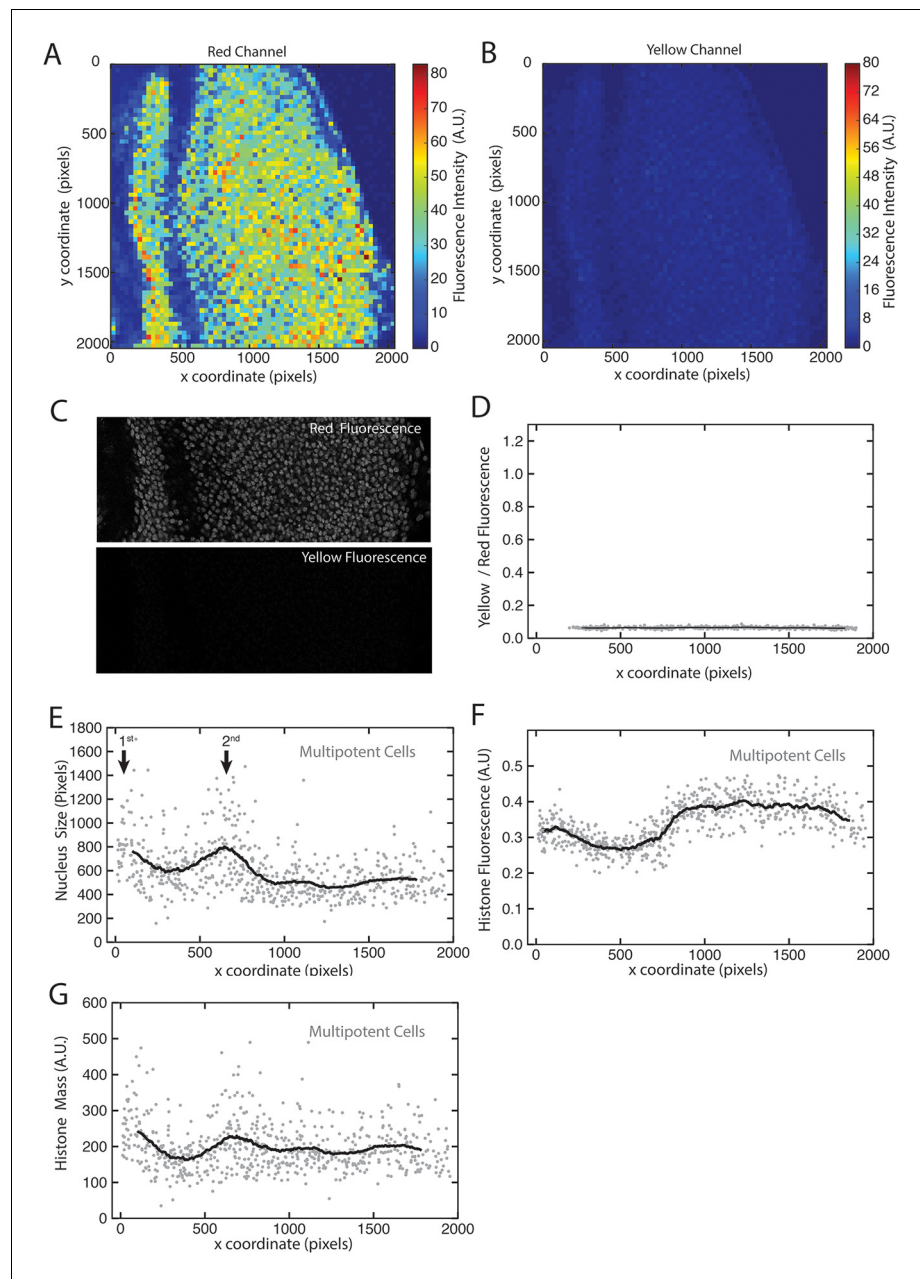 A
Red Channel
0
500
1000
1500
2000
y coordinate (pixels)
0 500 1000 1500 2000
x coordinate (pixels)
80
70
60
50
40
30
20
10
0
Fluorescence Intensity (A.U.)
B
Yellow Channel
0
500
1000
1500
2000
y coordinate (pixels)
0 500 1000 1500 2000
x coordinate (pixels)
80
72
64
56
48
40
32
24
16
8
0
Fluorescence Intensity (A.U.)
C
Red Fluorescence
Yellow Fluorescence
D
Yellow / Red Fluorescence
1.2
1.0
0.8
0.6
0.4
0.2
0.0
0 500 1000 1500 2000
x coordinate (pixels)
E
Nucleus Size (Pixels)
1800
1600
1400
1200
1000
800
600
400
200
0
1st*
2nd
Multipotent Cells
0 500 1000 1500 2000
x coordinate (pixels)
F
Histone Fluorescence (A.U)
0.5
0.4
0.3
0.2
0.1
0.0
Multipotent Cells
0 500 1000 1500 2000
x coordinate (pixels)
G
Histone Mass (A.U.)
600
500
400
300
200
100
0
Multipotent Cells
0 500 1000 1500 2000
x coordinate (pixels)